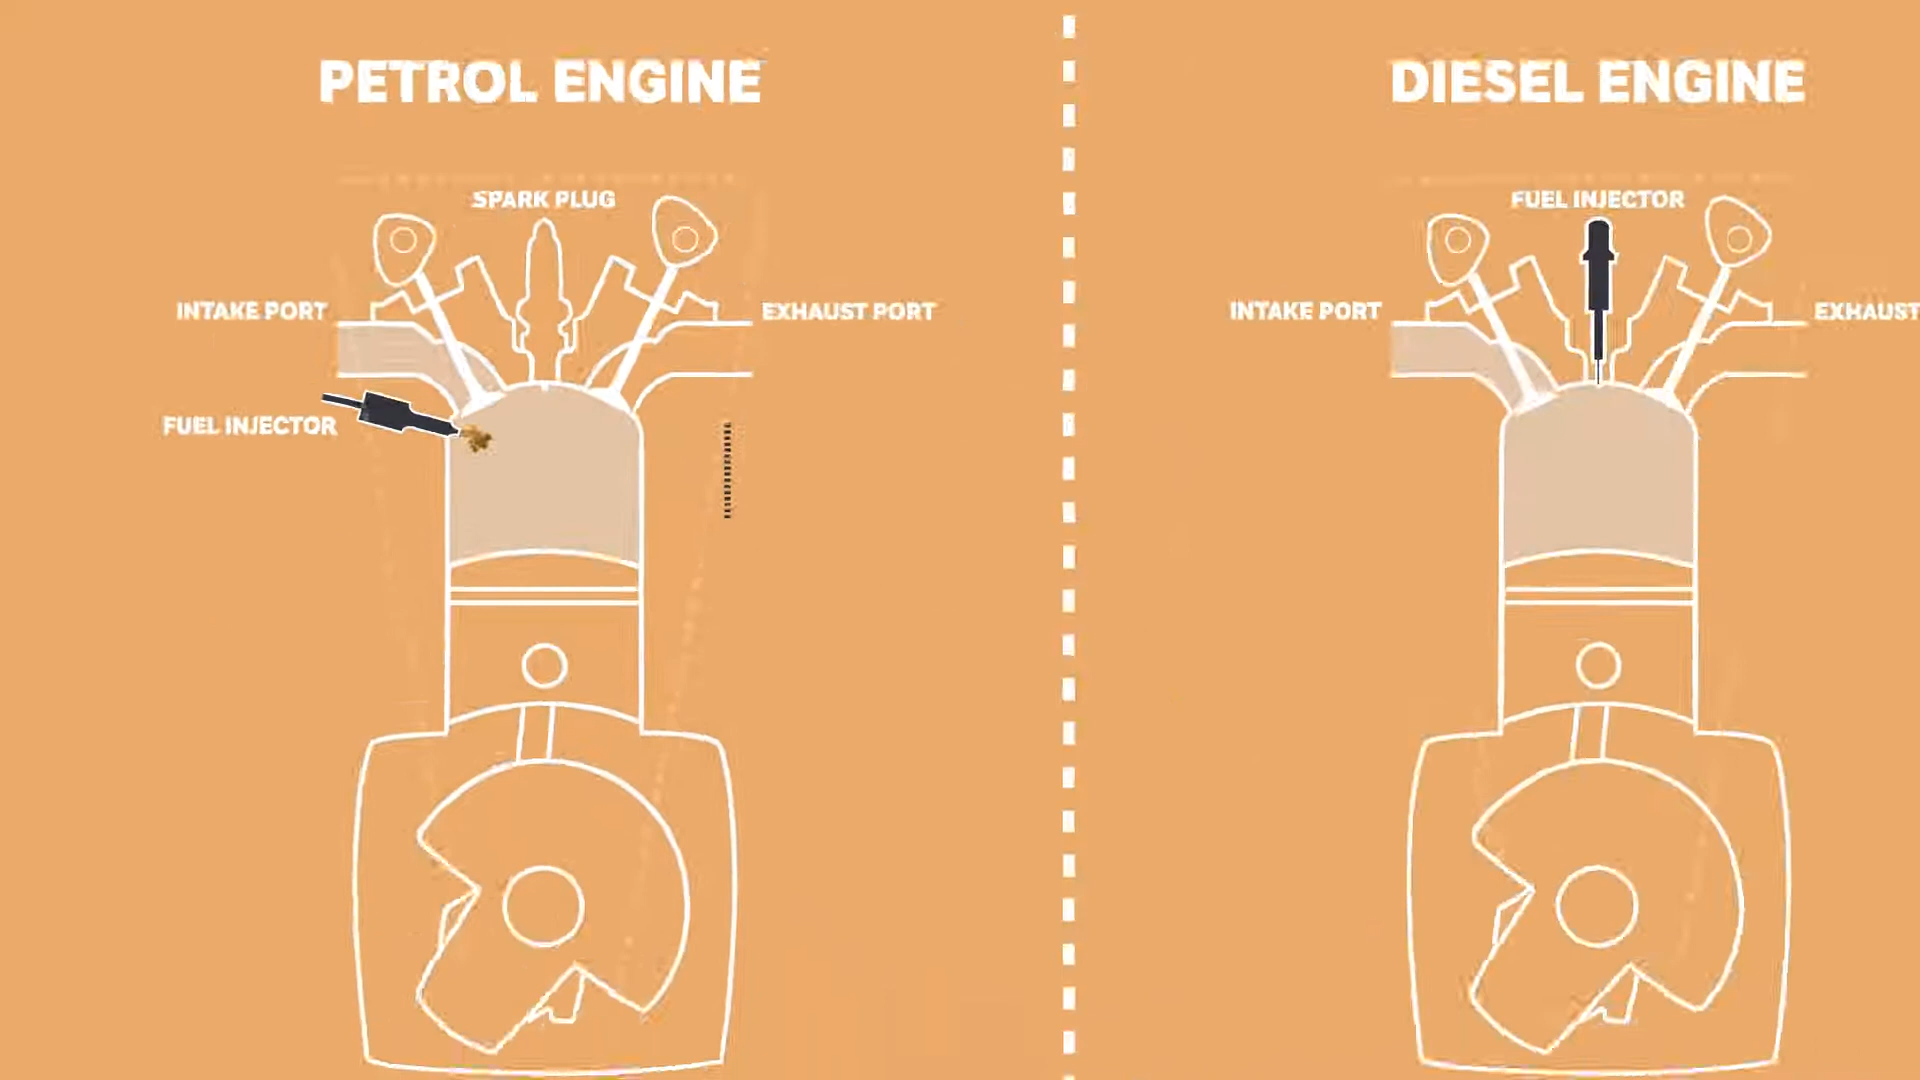 PETROL ENGINE
SPARK PLUG
INTAKE PORT
EXHAUST PORT
FUEL INJECTOR
DIESEL ENGINE
FUEL INJECTOR
INTAKE PORT
EXHAUST